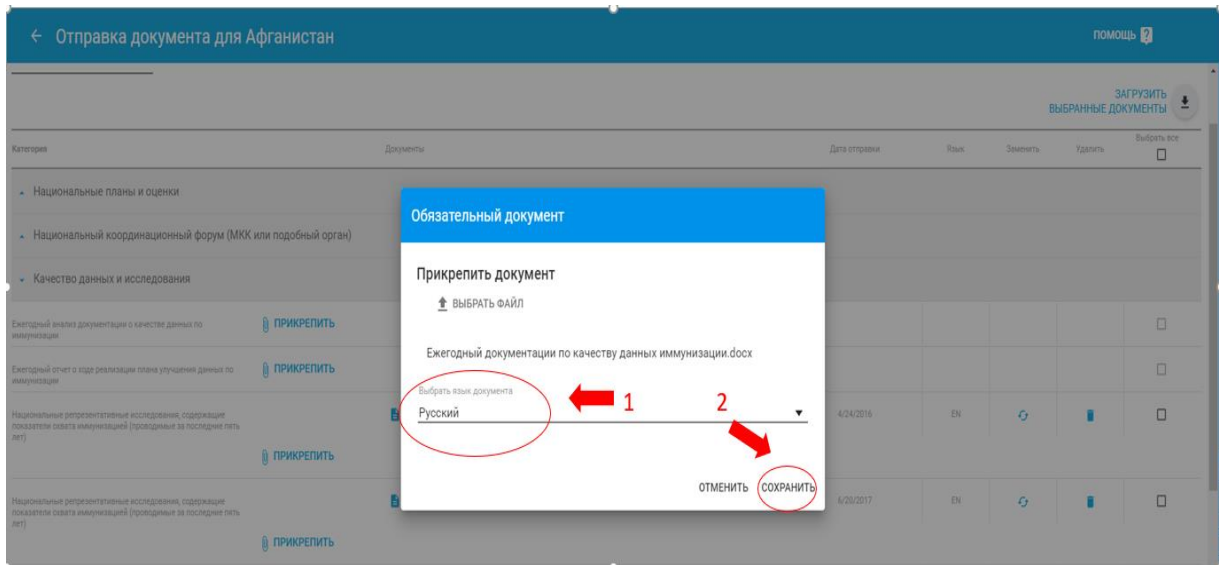 ← Отправка документа для Афганистан
ПОМОЩЬ ?
ЗАГРУЗИТЬ
ВЫБРАННЫЕ ДОКУМЕНТЫ
Категория Документы Дата отправки Язык Заменить Удалить Выбрать все
Национальные планы и оценки
Национальный координационный форум (МКК или подобный орган)
Качество данных и исследования
Обязательный документ
Прикрепить документ
ВЫБРАТЬ ФАЙЛ
Ежегодный документации по качеству данных иммунизации.docx
Выбрать язык документа
Русский
1
2
ОТМЕНИТЬ СОХРАНИТЬ
Ежегодный анализ документации о качестве данных по
иммунизации
ПРИКРЕПИТЬ
Ежегодный отчет о ходе реализации плана улучшения данных по
иммунизации
ПРИКРЕПИТЬ
Национальные репрезентативные исследования, содержащие
показатели охвата иммунизацией (проводимые за последние пять
лет)
4/24/2016 EN
ПРИКРЕПИТЬ
Национальные репрезентативные исследования, содержащие
показатели охвата иммунизацией (проводимые за последние пять
лет)
6/20/2017 EN
ПРИКРЕПИТЬ